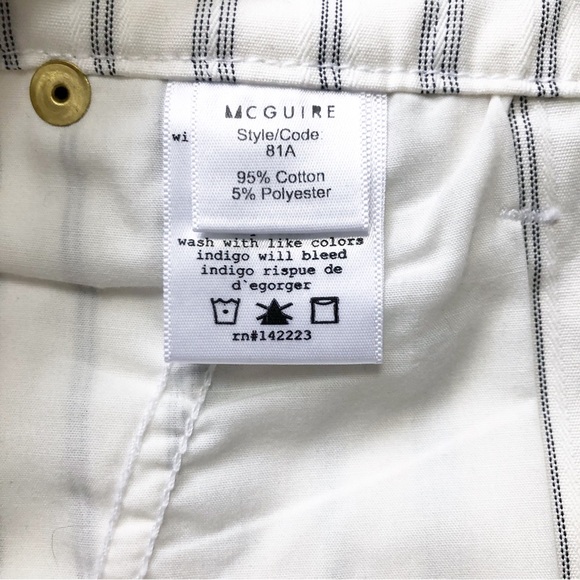 MCGUIRE
Style/Code
81A
95% Cotton
5% Polyester
wi
wash with like colors
indigo will bleed
indigo rispue de
d`egorger
rn#142223